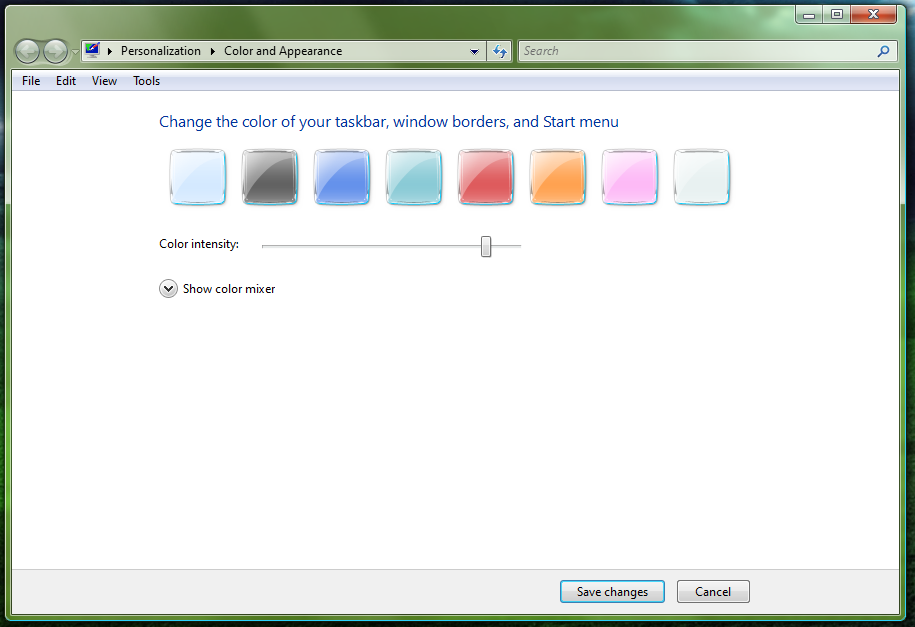 Personalization Color and Appearance
Search
File Edit View Tools
Change the color of your taskbar, window borders, and Start menu
Color intensity:
Show color mixer
Save changes Cancel